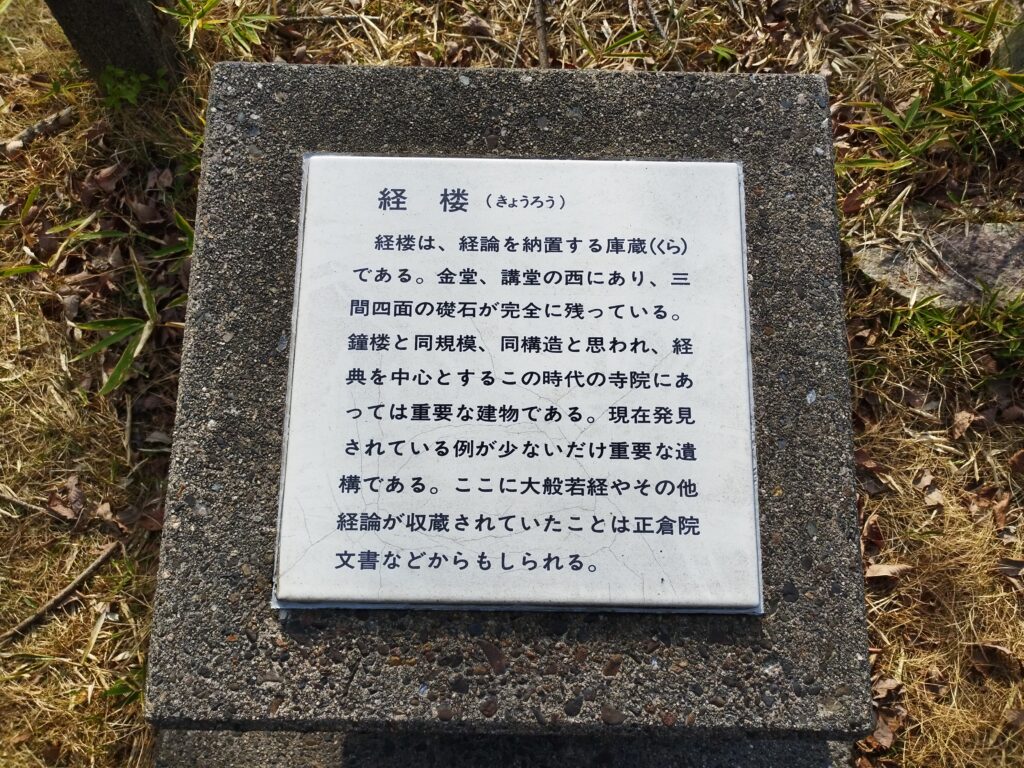 経 楼 (きょうろう)
経楼は、経論を納置する庫蔵(くら)
である。金堂、講堂の西にあり、三
間四面の礎石が完全に残っている。
鐘楼と同規模、同構造と思われ、経
典を中心とするこの時代の寺院にあ
っては重要な建物である。現在発見
されている例が少ないだけ重要な遺
構である。ここに大般若経やその他
経論が収蔵されていたことは正倉院
文書などからもしられる。